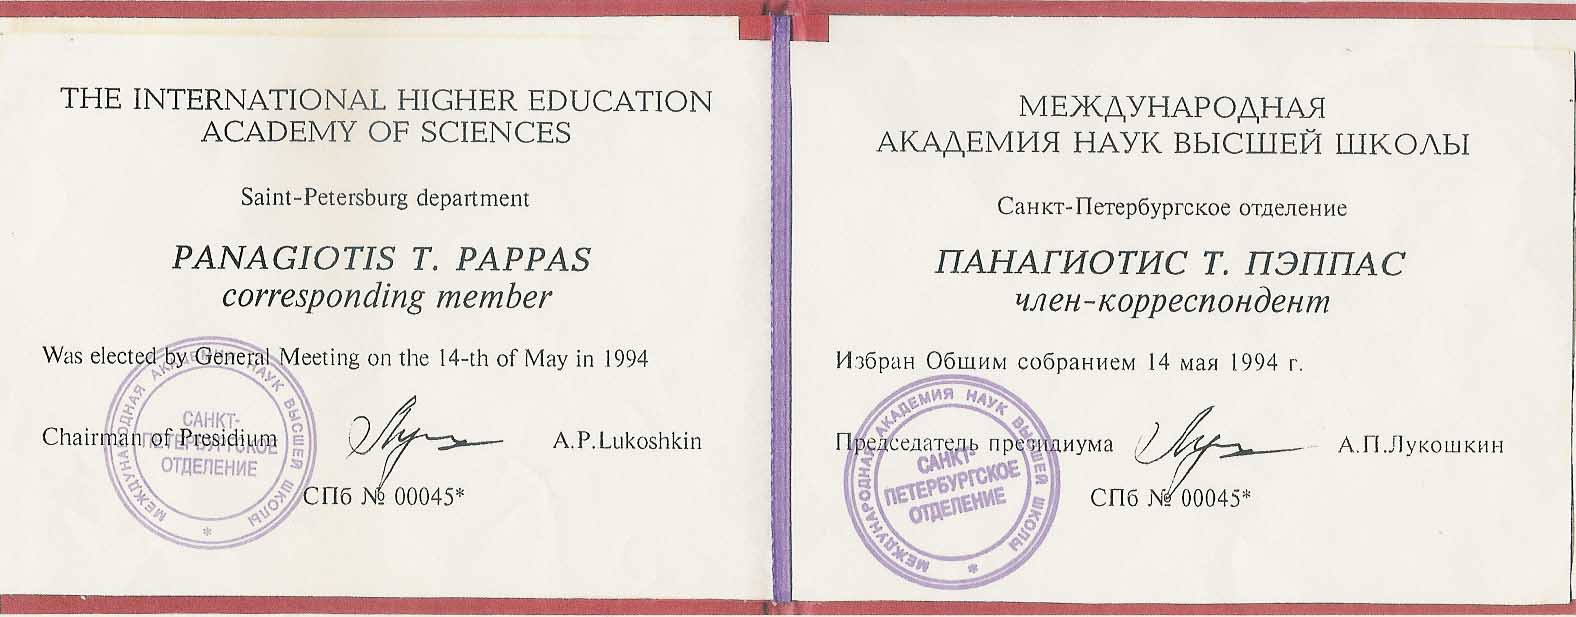 THE INTERNATIONAL HIGHER EDUCATION
ACADEMY OF SCIENCES
Saint-Petersburg department
PANAGIOTIS T. PAPPAS
corresponding member
Was elected by General Meeting on the 14-th of May in 1994
Chairman of Presidium A.P.Lukoshkin
СПб № 00045*
МЕЖДУНАРОДНАЯ АКАДЕМИЯ НАУК ВЫСШЕЙ ШКОЛЫ *
САНКТ-
ПЕТЕРБУРГСКОЕ
ОТДЕЛЕНИЕ
МЕЖДУНАРОДНАЯ
АКАДЕМИЯ НАУК ВЫСШЕЙ ШКОЛЫ
Санкт-Петербургское отделение
ПАНАГИОТИС Т. ПЭППАС
член-корреспондент
Избран Общим собранием 14 мая 1994 г.
Председатель президиума А.П.Лукошкин
СПб № 00045*
МЕЖДУНАРОДНАЯ АКАДЕМИЯ НАУК ВЫСШЕЙ ШКОЛЫ *
САНКТ-
ПЕТЕРБУРГСКОЕ
ОТДЕЛЕНИЕ